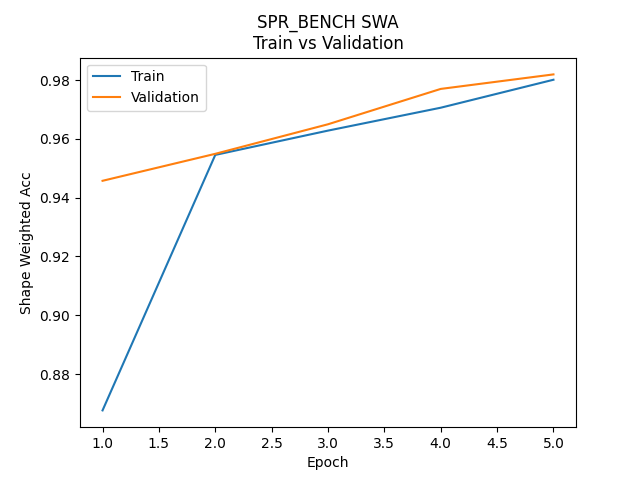 SPR_BENCH SWA
Train vs Validation
Train
Validation
Shape Weighted Acc
0.98
0.96
0.94
0.92
0.90
0.88
1.0 1.5 2.0 2.5 3.0 3.5 4.0 4.5 5.0
Epoch